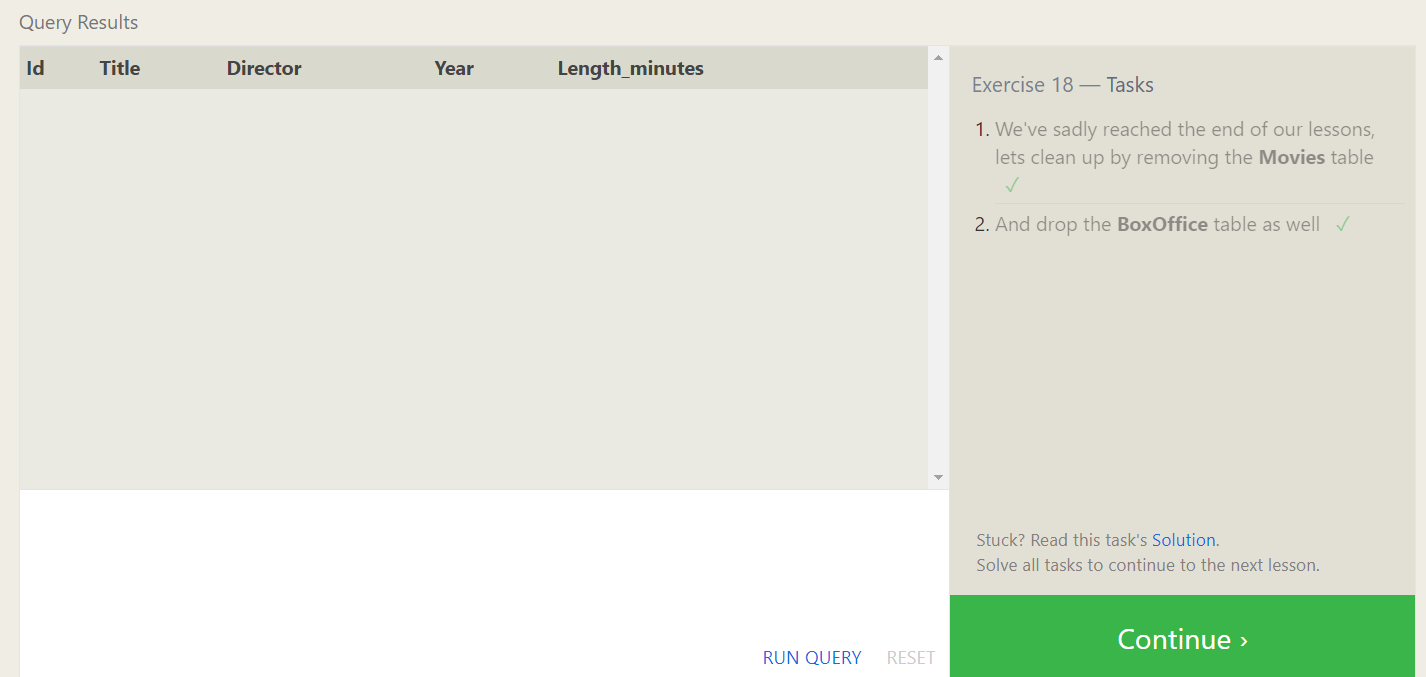 Query Results
Id Title Director Year Length_minutes
Exercise 18 — Tasks
1. We've sadly reached the end of our lessons,
lets clean up by removing the Movies table
✓
2. And drop the BoxOffice table as well ✓
Stuck? Read this task's Solution.
Solve all tasks to continue to the next lesson.
RUN QUERY RESET
Continue ›